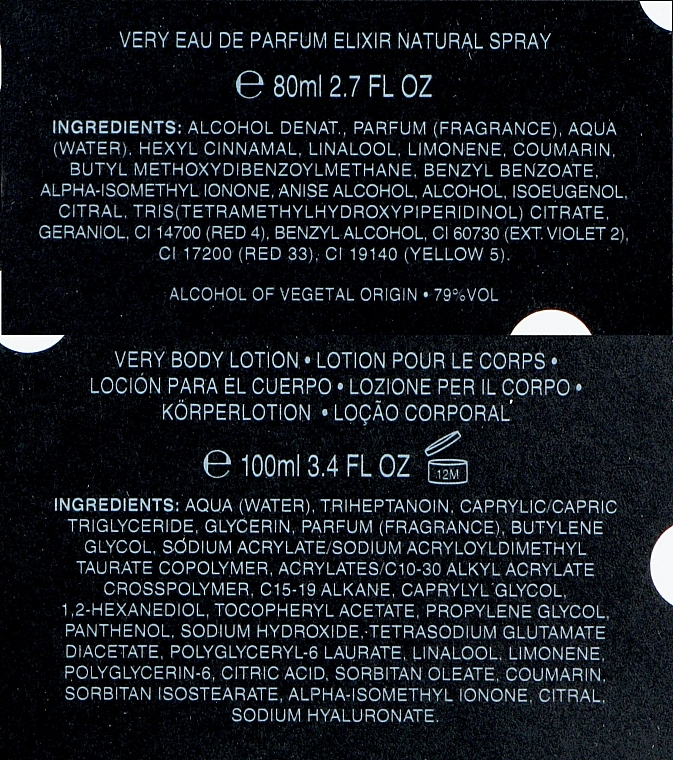 VERY EAU DE PARFUM ELIXIR NATURAL SPRAY
℮ 80ml 2.7 FL OZ
INGREDIENTS: ALCOHOL DENAT., PARFUM (FRAGRANCE), AQUA
(WATER), HEXYL CINNAMAL, LINALOOL, LIMONENE, COUMARIN,
BUTYL METHOXYDIBENZOYLMETHANE, BENZYL BENZOATE,
ALPHA-ISOMETHYL IONONE, ANISE ALCOHOL, ALCOHOL, ISOEUGENOL,
CITRAL, TRIS(TETRAMETHYLHYDROXYPIPERIDINOL) CITRATE,
GERANIOL, CI 14700 (RED 4), BENZYL ALCOHOL, CI 60730 (EXT. VIOLET 2),
CI 17200 (RED 33), CI 19140 (YELLOW 5).
ALCOHOL OF VEGETAL ORIGIN • 79%VOL
VERY BODY LOTION • LOTION POUR LE CORPS •
LOCIÓN PARA EL CUERPO • LOZIONE PER IL CORPO •
KÖRPERLOTION • LOÇÃO CORPORAL
℮ 100ml 3.4 FL OZ 12M
INGREDIENTS: AQUA (WATER), TRIHEPTANOIN, CAPRYLIC/CAPRIC
TRIGLYCERIDE, GLYCERIN, PARFUM (FRAGRANCE), BUTYLENE
GLYCOL, SODIUM ACRYLATE/SODIUM ACRYLOYLDIMETHYL
TAURATE COPOLYMER, ACRYLATES/C10-30 ALKYL ACRYLATE
CROSSPOLYMER, C15-19 ALKANE, CAPRYLYL GLYCOL,
1,2-HEXANEDIOL, TOCOPHERYL ACETATE, PROPYLENE GLYCOL,
PANTHENOL, SODIUM HYDROXIDE, TETRASODIUM GLUTAMATE
DIACETATE, POLYGLYCERYL-6 LAURATE, LINALOOL, LIMONENE,
POLYGLYCERIN-6, CITRIC ACID, SORBITAN OLEATE, COUMARIN,
SORBITAN ISOSTEARATE, ALPHA-ISOMETHYL IONONE, CITRAL,
SODIUM HYALURONATE.